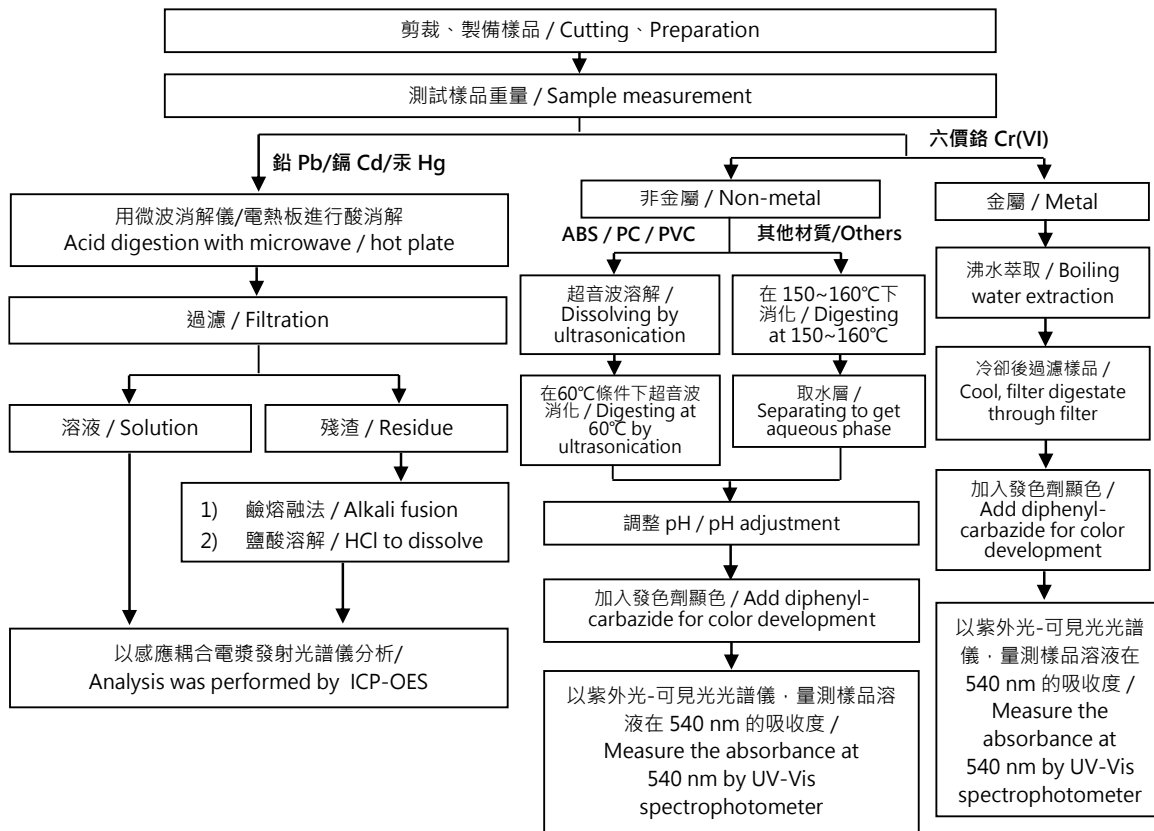 剪裁、製備樣品 / Cutting、Preparation
測試樣品重量 / Sample measurement
鉛 Pb/鎘 Cd/汞 Hg
六價鉻 Cr(VI)
用微波消解儀/電熱板進行酸消解
Acid digestion with microwave / hot plate
過濾 / Filtration
溶液 / Solution
殘渣 / Residue
1) 鹼熔融法 / Alkali fusion
2) 鹽酸溶解 / HCl to dissolve
以感應耦合電漿發射光譜儀分析/
Analysis was performed by ICP-OES
非金屬 / Non-metal
ABS / PC / PVC
其他材質/Others
超音波溶解 /
Dissolving by
ultrasonication
在60℃條件下超音波
消化 / Digesting at
60℃ by
ultrasonication
在 150~160℃下
消化 / Digesting
at 150~160℃
取水層 /
Separating to get
aqueous phase
調整 pH / pH adjustment
加入發色劑顯色 / Add diphenyl-
carbazide for color development
以紫外光-可見光光譜儀，量測樣品溶
液在 540 nm 的吸收度 /
Measure the absorbance at
540 nm by UV-Vis
spectrophotometer
金屬 / Metal
沸水萃取 / Boiling
water extraction
冷卻後過濾樣品 /
Cool, filter digestate
through filter
加入發色劑顯色 /
Add diphenyl-
carbazide for color
development
以紫外光-可見光光譜
儀，量測樣品溶液在
540 nm 的吸收度 /
Measure the
absorbance at
540 nm by UV-Vis
spectrophotometer